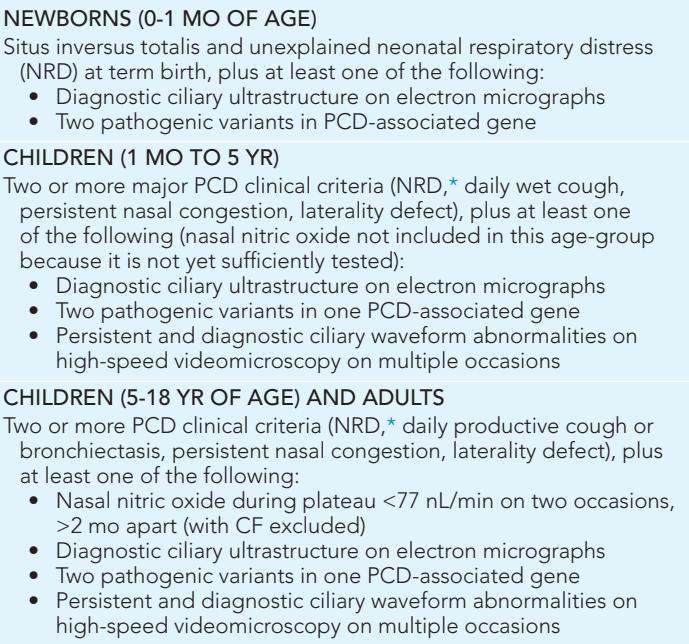 NEWBORNS (0-1 MO OF AGE)
Situs inversus totalis and unexplained neonatal respiratory distress
(NRD) at term birth, plus at least one of the following:
• Diagnostic ciliary ultrastructure on electron micrographs
• Two pathogenic variants in PCD-associated gene
CHILDREN (1 MO TO 5 YR)
Two or more major PCD clinical criteria (NRD,* daily wet cough,
persistent nasal congestion, laterality defect), plus at least one
of the following (nasal nitric oxide not included in this age-group
because it is not yet sufficiently tested):
• Diagnostic ciliary ultrastructure on electron micrographs
• Two pathogenic variants in one PCD-associated gene
• Persistent and diagnostic ciliary waveform abnormalities on
high-speed videomicroscopy on multiple occasions
CHILDREN (5-18 YR OF AGE) AND ADULTS
Two or more PCD clinical criteria (NRD,* daily productive cough or
bronchiectasis, persistent nasal congestion, laterality defect), plus
at least one of the following:
• Nasal nitric oxide during plateau <77 nL/min on two occasions,
>2 mo apart (with CF excluded)
• Diagnostic ciliary ultrastructure on electron micrographs
• Two pathogenic variants in one PCD-associated gene
• Persistent and diagnostic ciliary waveform abnormalities on
high-speed videomicroscopy on multiple occasions